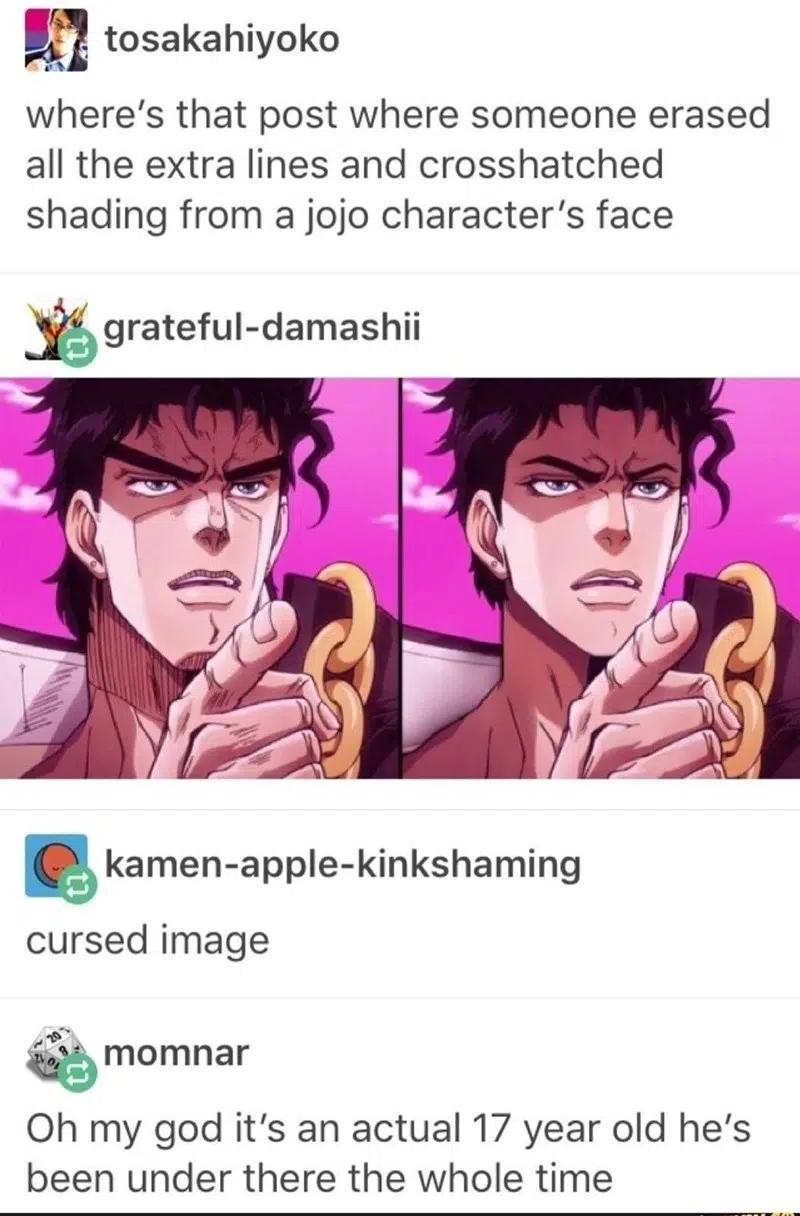 tosakahiyoko
where's that post where someone erased
all the extra lines and crosshatched
shading from a jojo character's face
grateful-damashii
kamen-apple-kinkshaming
cursed image
momnar
Oh my god it's an actual 17 year old he's
been under there the whole time